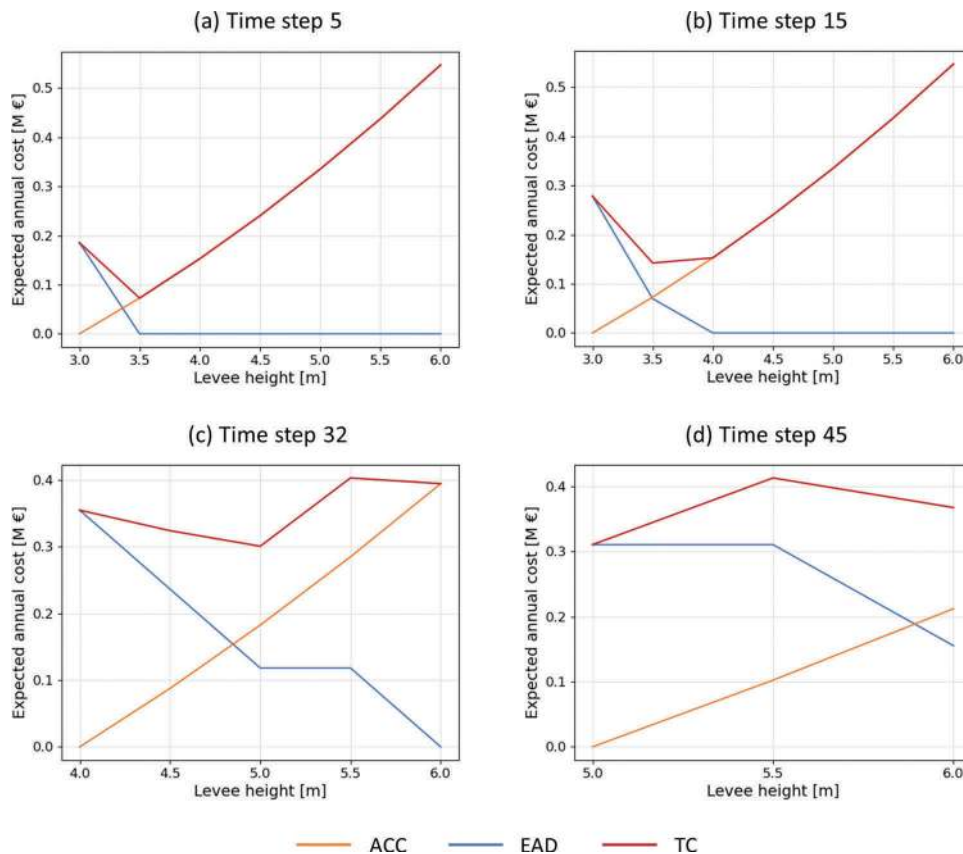 (a) Time step 5
Expected annual cost [M €]
0.5
0.4
0.3
0.2
0.1
0.0
3.0 3.5 4.0 4.5 5.0 5.5 6.0
Levee height [m]
(b) Time step 15
Expected annual cost [M €]
0.5
0.4
0.3
0.2
0.1
0.0
3.0 3.5 4.0 4.5 5.0 5.5 6.0
Levee height [m]
(c) Time step 32
Expected annual cost [M €]
0.4
0.3
0.2
0.1
0.0
4.0 4.5 5.0 5.5 6.0
Levee height [m]
(d) Time step 45
Expected annual cost [M €]
0.4
0.3
0.2
0.1
0.0
5.0 5.5 6.0
Levee height [m]
ACC EAD TC